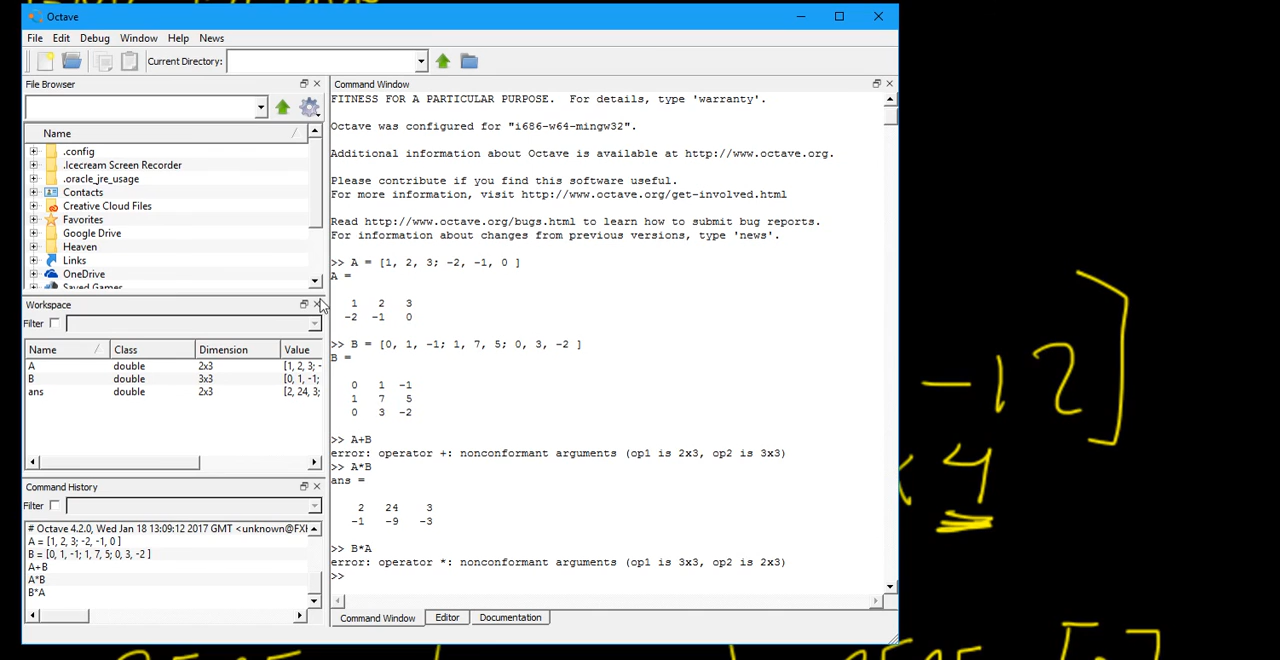 Octave
File Edit Debug Window Help News
Current Directory:
File Browser
Name
.config
.Icecream Screen Recorder
.oracle_jre_usage
Contacts
Creative Cloud Files
Favorites
Google Drive
Heaven
Links
OneDrive
Saved Games
Workspace
Filter
Name Class Dimension Value
A double 2x3 [1, 2, 3; -
B double 3x3 [0, 1, -1;
ans double 2x3 [2, 24, 3;
Command History
Filter
# Octave 4.2.0, Wed Jan 18 13:09:12 2017 GMT <unknown@FX
A = [1, 2, 3; -2, -1, 0 ]
B = [0, 1, -1; 1, 7, 5; 0, 3, -2 ]
A+B
A*B
B*A
Command Window
FITNESS FOR A PARTICULAR PURPOSE. For details, type 'warranty'.
Octave was configured for "i686-w64-mingw32".
Additional information about Octave is available at http://www.octave.org.
Please contribute if you find this software useful.
For more information, visit http://www.octave.org/get-involved.html
Read http://www.octave.org/bugs.html to learn how to submit bug reports.
For information about changes from previous versions, type 'news'.
>> A = [1, 2, 3; -2, -1, 0 ]
A =
1 2 3
-2 -1 0
>> B = [0, 1, -1; 1, 7, 5; 0, 3, -2 ]
B =
0 1 -1
1 7 5
0 3 -2
>> A+B
error: operator +: nonconformant arguments (op1 is 2x3, op2 is 3x3)
>> A*B
ans =
2 24 3
-1 -9 -3
>> B*A
error: operator *: nonconformant arguments (op1 is 3x3, op2 is 2x3)
>>
Command Window Editor Documentation
-12]
4